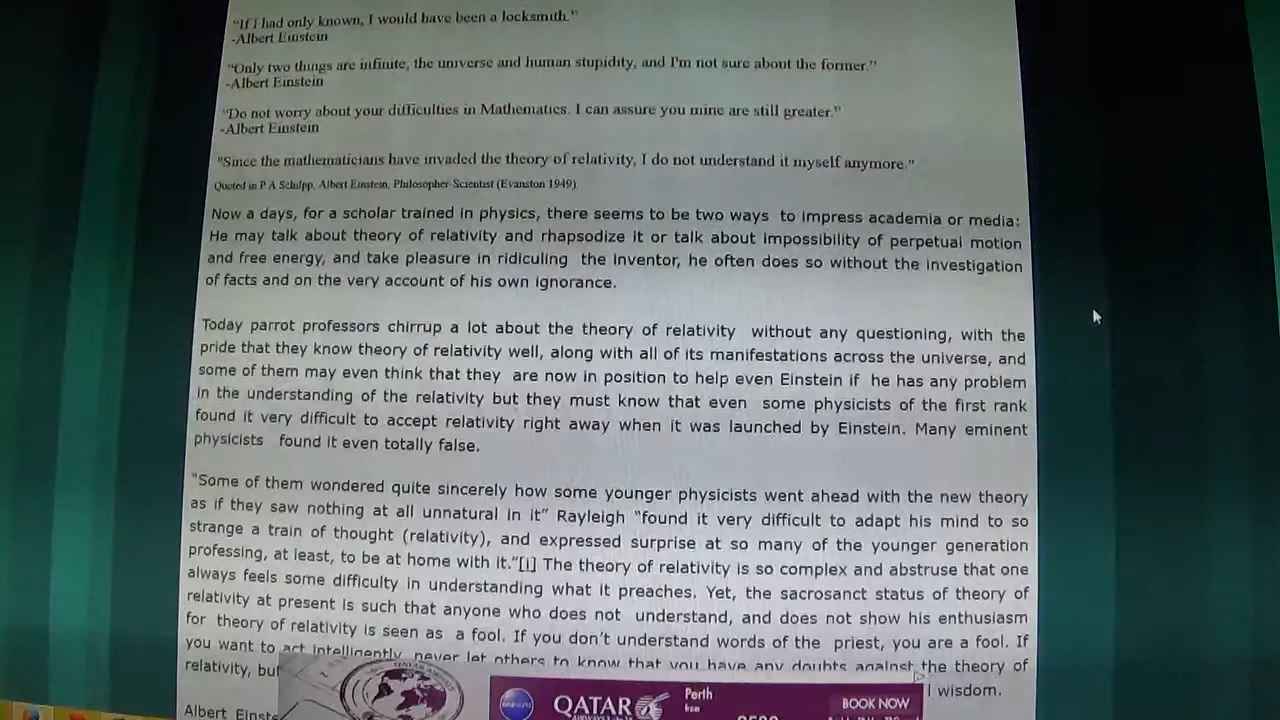 "If I had only known, I would have been a locksmith."
-Albert Einstein
"Only two things are infinite, the universe and human stupidity, and I'm not sure about the former."
-Albert Einstein
"Do not worry about your difficulties in Mathematics. I can assure you mine are still greater."
-Albert Einstein
"Since the mathematicians have invaded the theory of relativity, I do not understand it myself anymore."
Quoted in P A Schilpp, Albert Einstein, Philosopher-Scientist (Evanston 1949).
Now a days, for a scholar trained in physics, there seems to be two ways to impress academia or media:
He may talk about theory of relativity and rhapsodize it or talk about impossibility of perpetual motion
and free energy, and take pleasure in ridiculing the inventor, he often does so without the investigation
of facts and on the very account of his own ignorance.
Today parrot professors chirrup a lot about the theory of relativity without any questioning, with the
pride that they know theory of relativity well, along with all of its manifestations across the universe, and
some of them may even think that they are now in position to help even Einstein if he has any problem
in the understanding of the relativity but they must know that even some physicists of the first rank
found it very difficult to accept relativity right away when it was launched by Einstein. Many eminent
physicists found it even totally false.
"Some of them wondered quite sincerely how some younger physicists went ahead with the new theory
as if they saw nothing at all unnatural in it" Rayleigh "found it very difficult to adapt his mind to so
strange a train of thought (relativity), and expressed surprise at so many of the younger generation
professing, at least, to be at home with it."[i] The theory of relativity is so complex and abstruse that one
always feels some difficulty in understanding what it preaches. Yet, the sacrosanct status of theory of
relativity at present is such that anyone who does not understand, and does not show his enthusiasm
for theory of relativity is seen as a fool. If you don't understand words of the priest, you are a fool. If
you want to act intelligently, never let others to know that you have any doubts against the theory of
relativity, but
l wisdom.
Albert Einste
QATAR
Perth
from
BOOK NOW